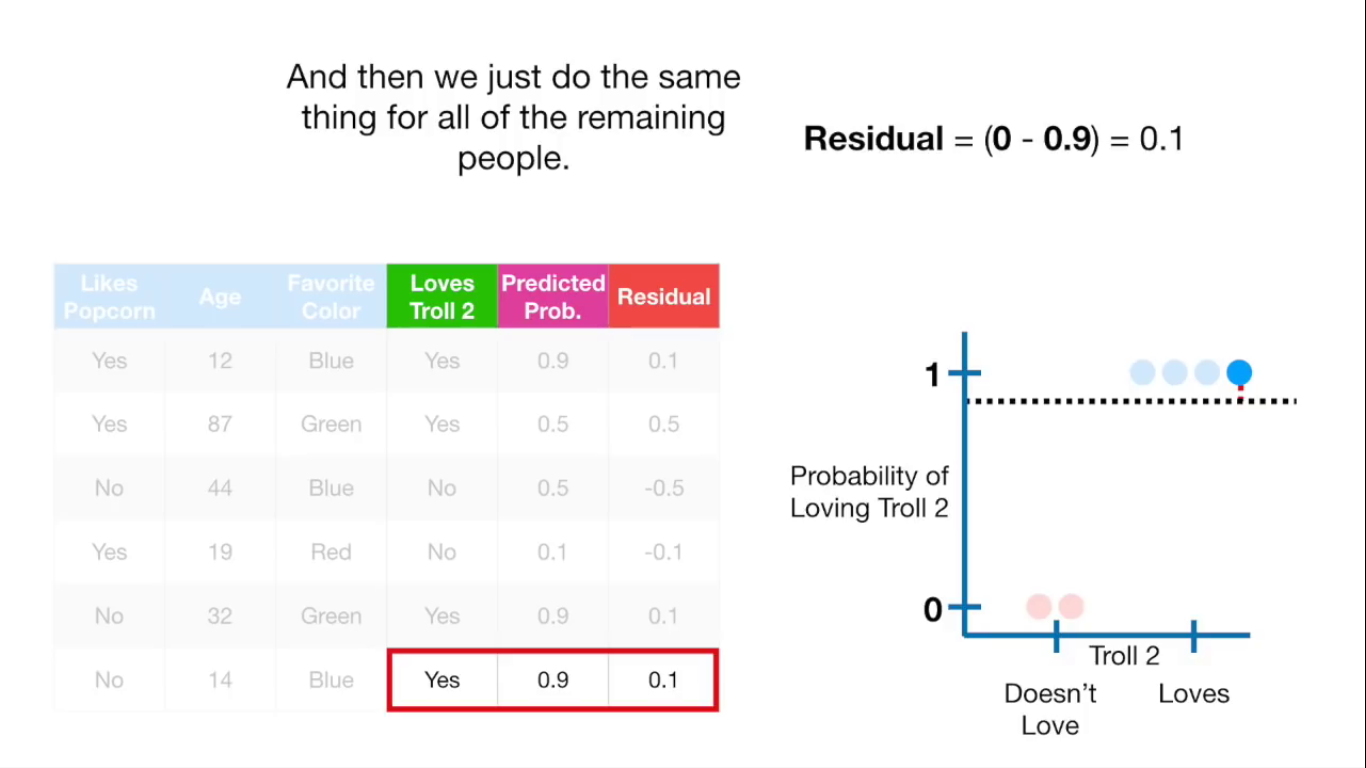 And then we just do the same
thing for all of the remaining
people.
Residual = (0 - 0.9) = 0.1
Likes Popcorn Age Favorite Color Loves Troll 2 Predicted Prob. Residual
Yes 12 Blue Yes 0.9 0.1
Yes 87 Green Yes 0.5 0.5
No 44 Blue No 0.5 -0.5
Yes 19 Red No 0.1 -0.1
No 32 Green Yes 0.9 0.1
No 14 Blue Yes 0.9 0.1
1
Probability of
Loving Troll 2
0
Troll 2
Doesn’t
Love
Loves